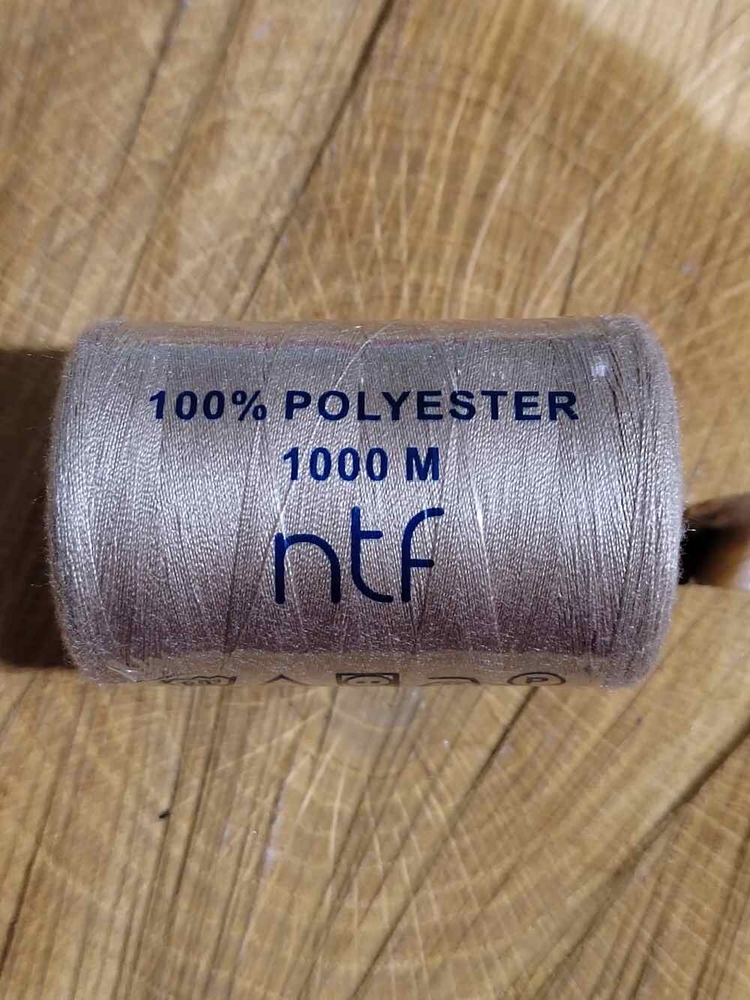 100% POLYESTER
1000 M
ntf
P